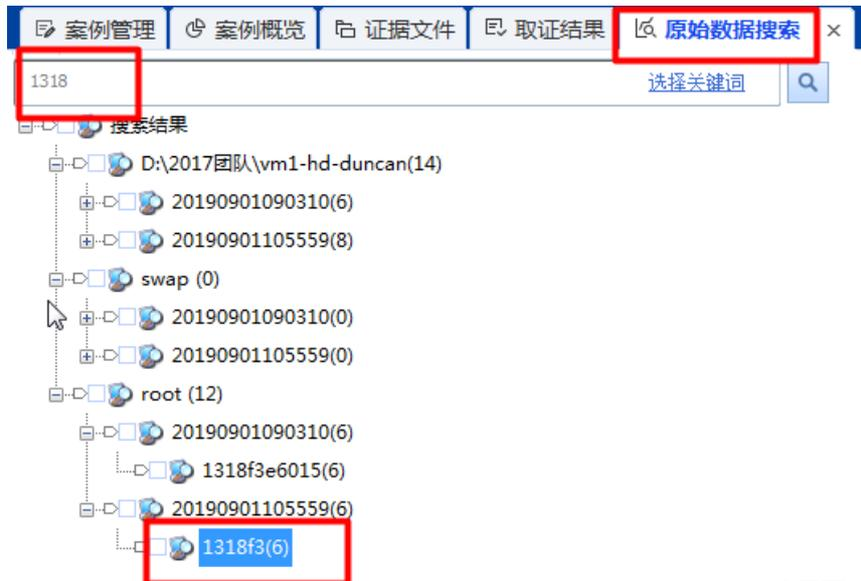 案例管理 案例概览 证据文件 取证结果 原始数据搜索 ×
1318 选择关键词
搜索结果
D:\2017团队\vm1-hd-duncan(14)
20190901090310(6)
20190901105559(8)
swap (0)
20190901090310(0)
20190901105559(0)
root (12)
20190901090310(6)
1318f3e6015(6)
20190901105559(6)
1318f3(6)